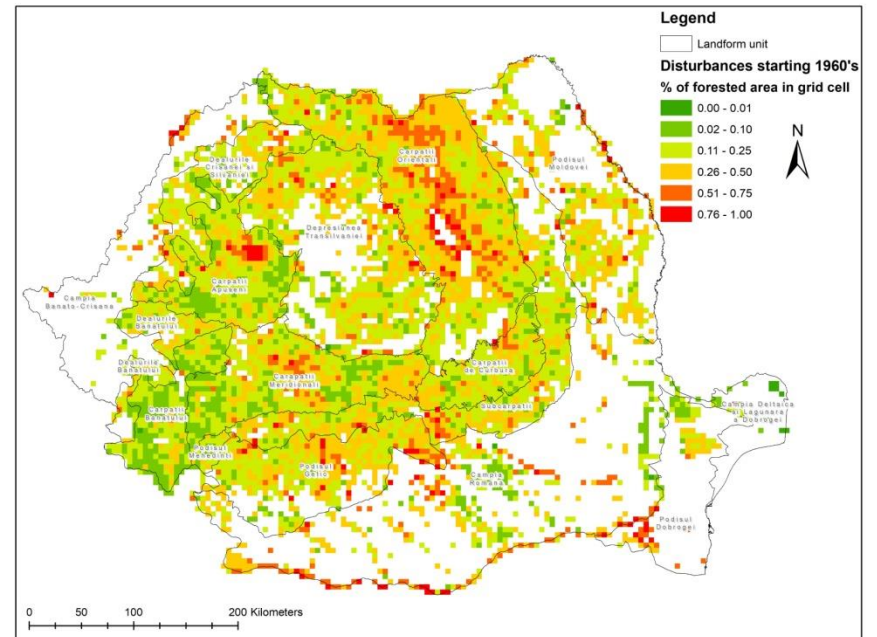 Legend
Landform unit
Disturbances starting 1960's
% of forested area in grid cell
0.00 - 0.01
0.02 - 0.10
0.11 - 0.25
0.26 - 0.50
0.51 - 0.75
0.76 - 1.00
N
Carpatii
Orientali
Podisul
Moldovei
Dealurile
Crisanei si
Silvaniei
Depresiunea
Transilvaniei
Carpatii
Apuseni
Campia
Banato-Crisana
Dealurile
Banatului
Dealurile
Banatului
Carpatii
Meridionali
Carpatii
de Curbura
Subcarpatii
Carpatii
Banatului
Campia Deltaica
si Lagunara
a Dobrogei
Podisul
Mehedinti
Podisul
Getic
Campia
Romana
Podisul
Dobrogei
0 50 100 200 Kilometers